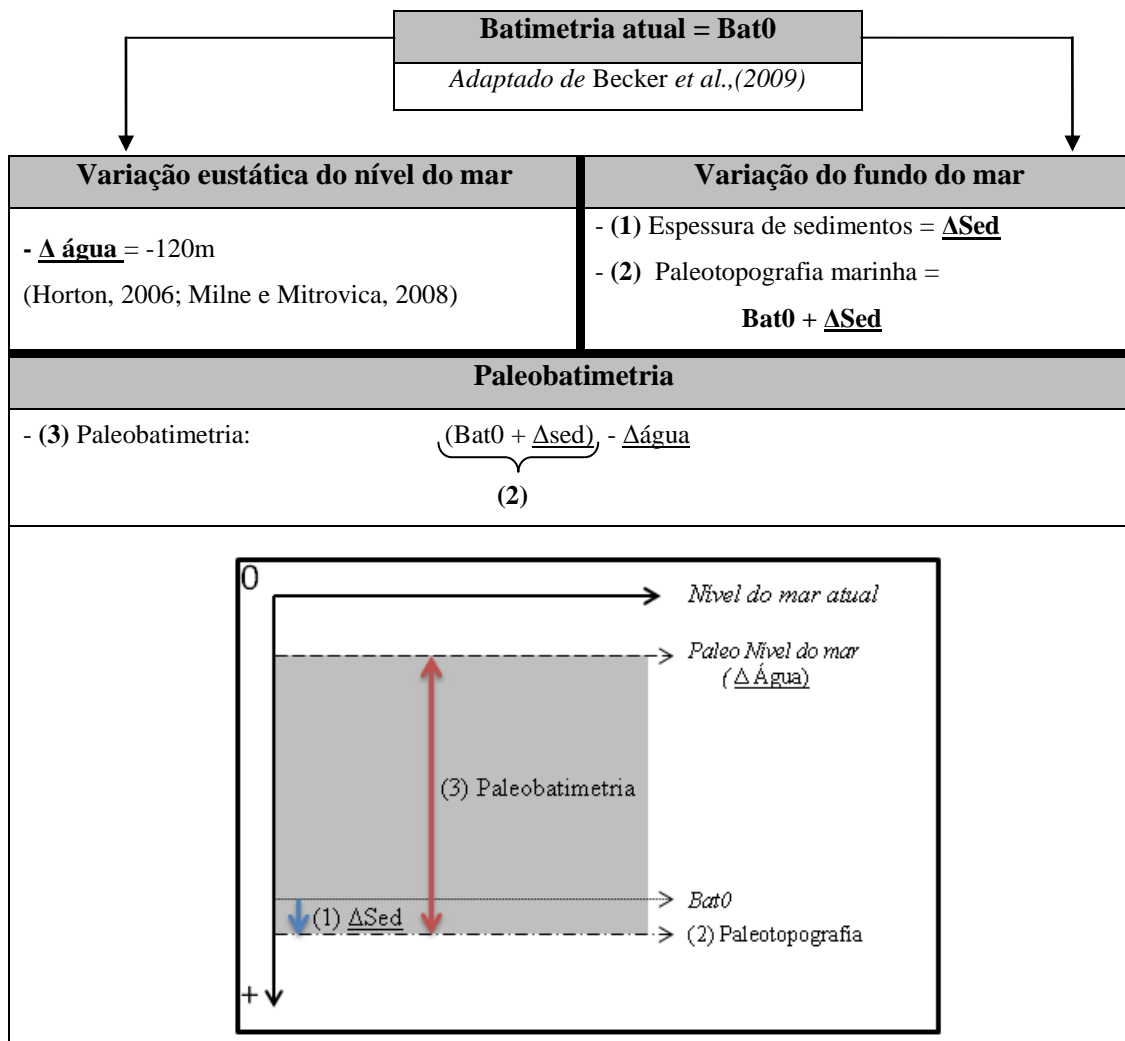 Batimetria atual = Bat0
Adaptado de Becker et al.,(2009)
Variação eustática do nível do mar
Variação do fundo do mar
- Δ água = -120m
(Horton, 2006; Milne e Mitrovica, 2008)
- (1) Espessura de sedimentos = ΔSed
- (2) Paleotopografia marinha =
Bat0 + ΔSed
Paleobatimetria
- (3) Paleobatimetria: (Bat0 + Δsed) - Δágua
(2)
0
Nível do mar atual
Paleo Nível do mar
(ΔÁgua)
(3) Paleobatimetria
Bat0
(1) ΔSed
(2) Paleotopografia
+